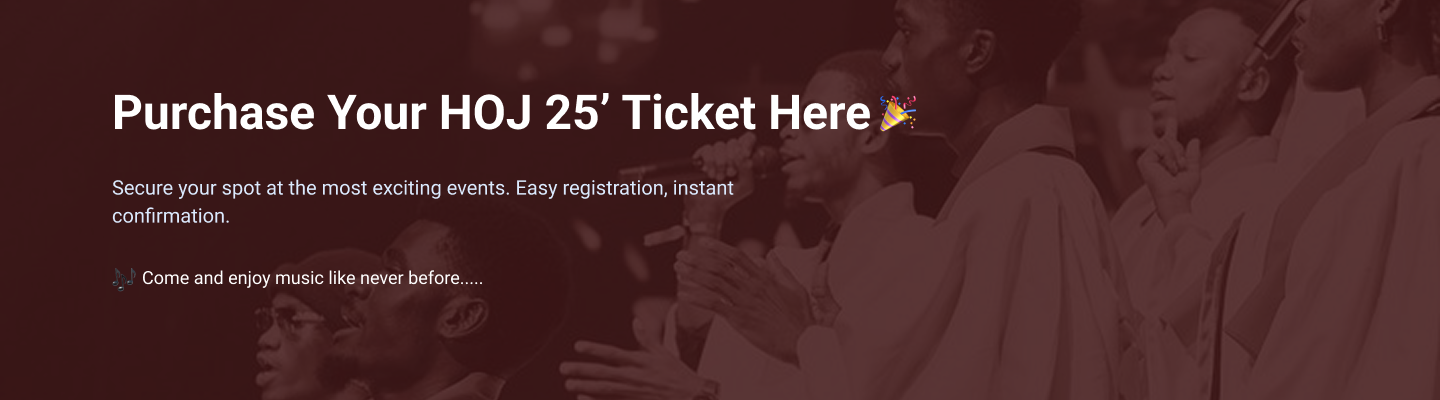 Purchase Your HOJ 25’ Ticket Here🎉
Secure your spot at the most exciting events. Easy registration, instant
confirmation.
🎶 Come and enjoy music like never before.....